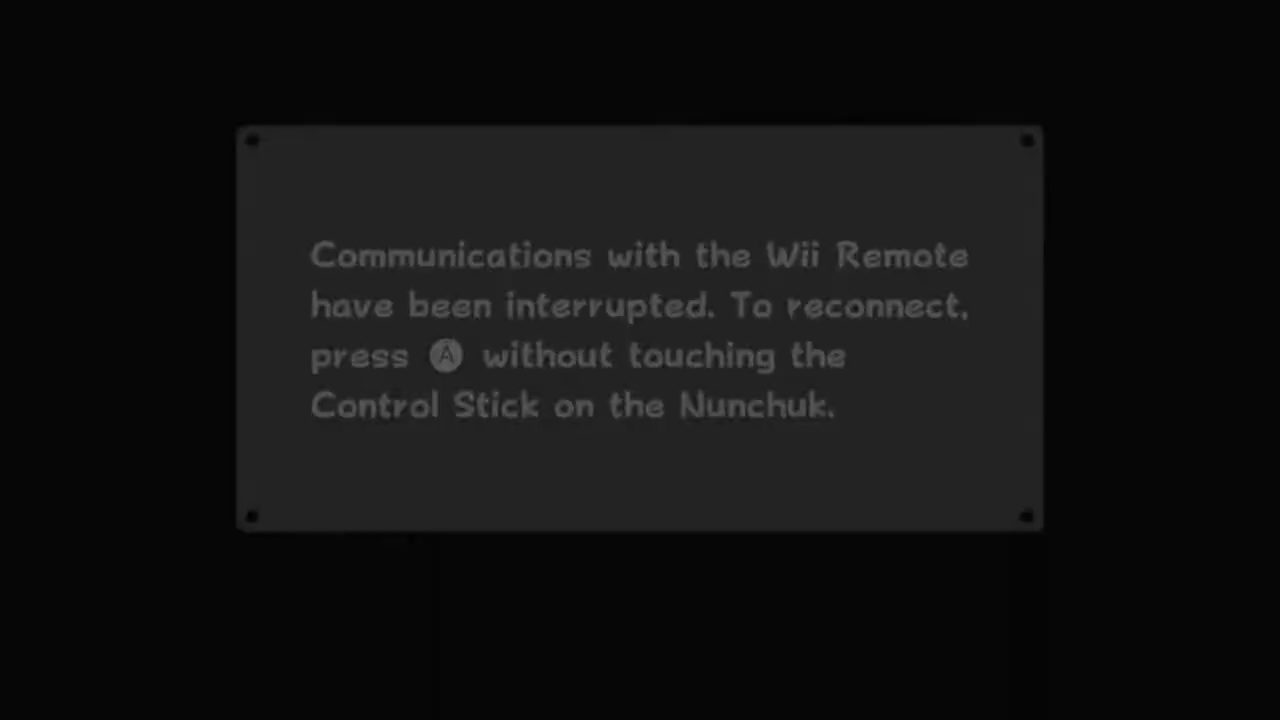 Communications with the Wii Remote
have been interrupted. To reconnect,
press Ⓐ without touching the
Control Stick on the Nunchuk.